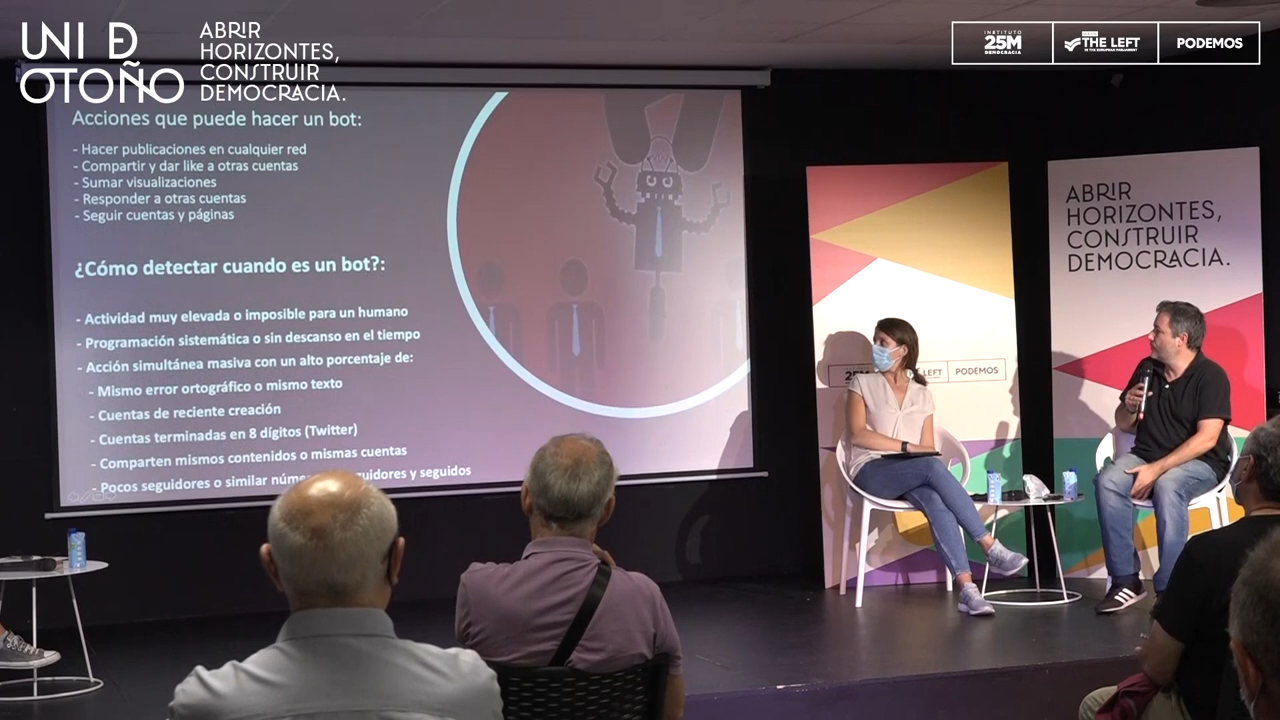 UNI D
OTOÑO
ABRIR
HORIZONTES,
CONSTRUIR
DEMOCRACIA.
INSTITUTO
25M
DEMOCRACIA
THE LEFT
IN THE EUROPEAN PARLIAMENT
PODEMOS
Acciones que puede hacer un bot:
- Hacer publicaciones en cualquier red
- Compartir y dar like a otras cuentas
- Sumar visualizaciones
- Responder a otras cuentas
- Seguir cuentas y páginas
¿Cómo detectar cuando es un bot?:
- Actividad muy elevada o imposible para un humano
- Programación sistemática o sin descanso en el tiempo
- Acción simultánea masiva con un alto porcentaje de:
- Mismo error ortográfico o mismo texto
- Cuentas de reciente creación
- Cuentas terminadas en 8 dígitos (Twitter)
- Comparten mismos contenidos o mismas cuentas
- Pocos seguidores o similar guidores y seguidos
ABRIR
HORIZONTES,
CONSTRUIR
DEMOCRACIA.
LEFT
PODEMOS